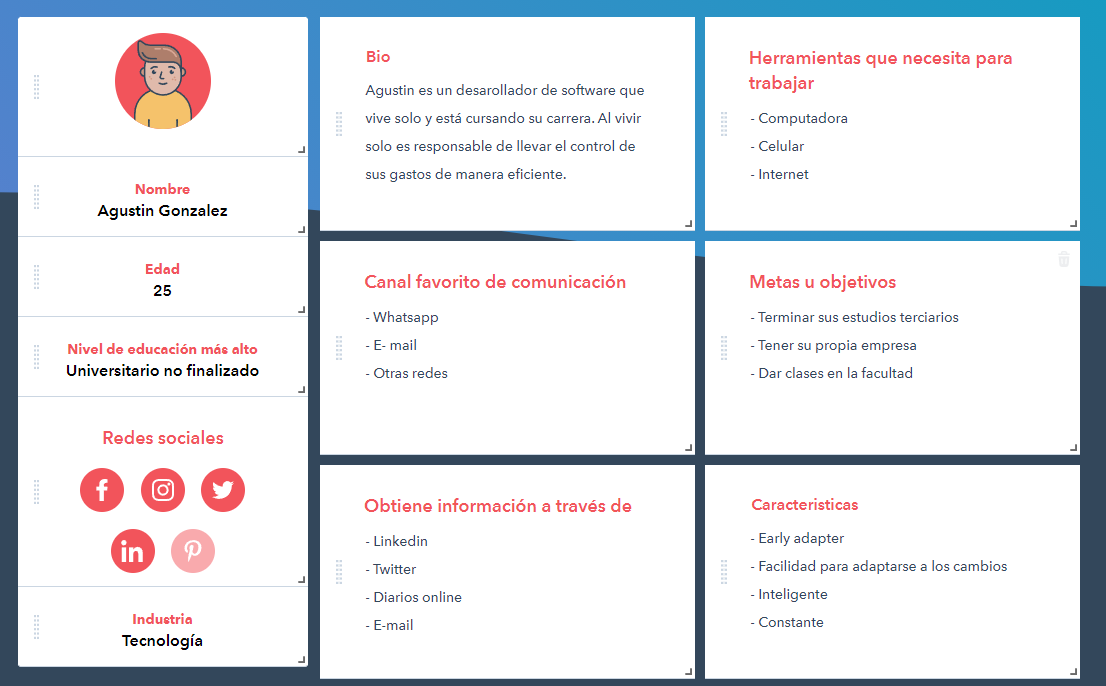 Nombre
Agustin Gonzalez
Edad
25
Nivel de educación más alto
Universitario no finalizado
Redes sociales
Industria
Tecnología
Bio
Agustin es un desarollador de software que
vive solo y está cursando su carrera. Al vivir
solo es responsable de llevar el control de
sus gastos de manera eficiente.
Herramientas que necesita para
trabajar
- Computadora
- Celular
- Internet
Canal favorito de comunicación
- Whatsapp
- E- mail
- Otras redes
Metas u objetivos
- Terminar sus estudios terciarios
- Tener su propia empresa
- Dar clases en la facultad
Obtiene información a través de
- Linkedin
- Twitter
- Diarios online
- E-mail
Caracteristicas
- Early adapter
- Facilidad para adaptarse a los cambios
- Inteligente
- Constante